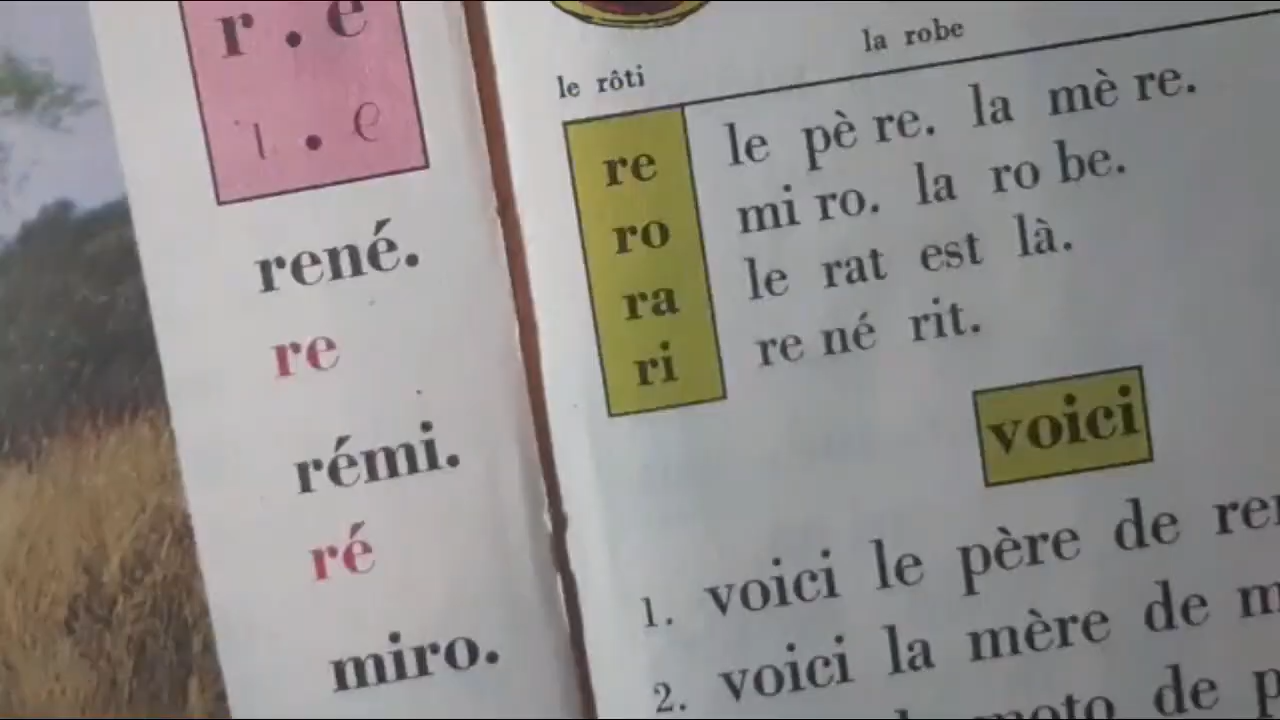 r . e
r . e
rené.
re
rémi.
ré
miro.
le rôti
la robe
re
ro
ra
ri
le pè re. la mè re.
mi ro. la ro be.
le rat est là.
re né rit.
voici
1. voici le père de
2. voici la mère de
de